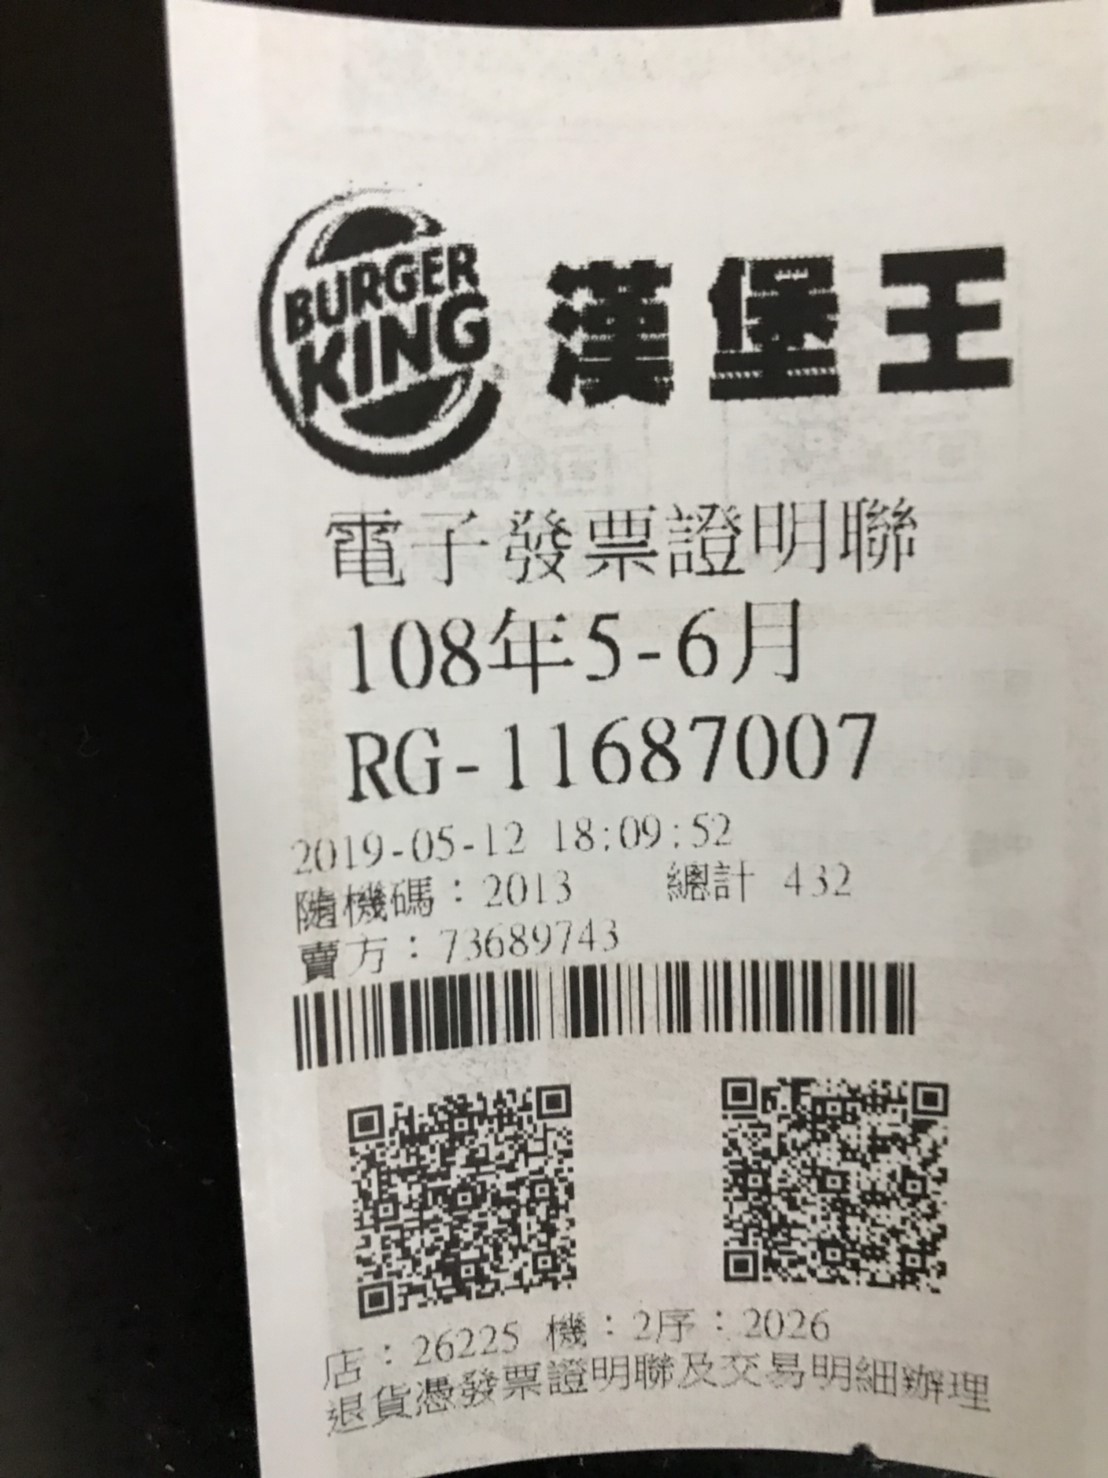 BURGER
KING
漢堡王
電子發票證明聯
108年5-6月
RG-11687007
2019-05-12 18:09:52
隨機碼：2013 總計 432
賣方：73689743
店：26225 機：2序：2026
退貨憑發票證明聯及交易明細辦理